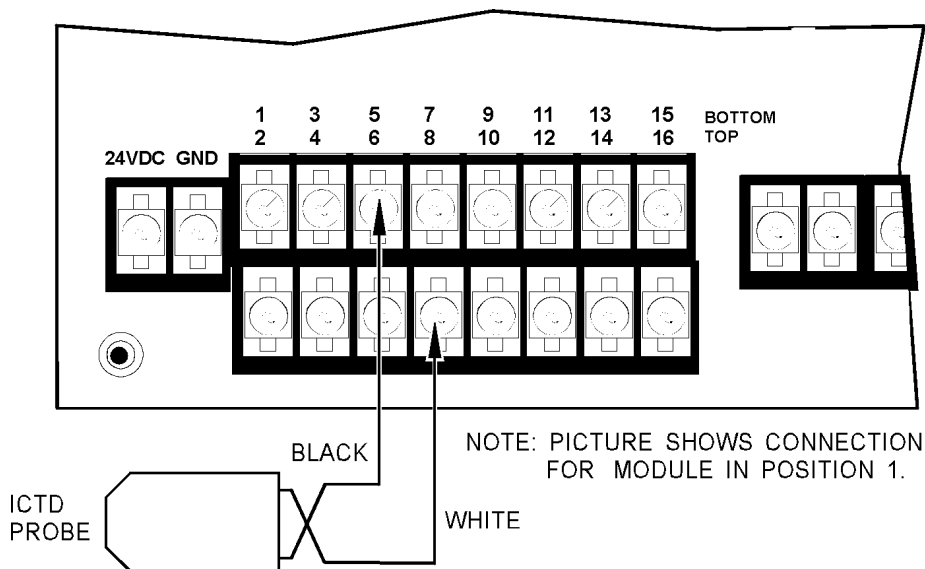 1 3 5 7 9 11 13 15 BOTTOM
2 4 6 8 10 12 14 16 TOP
24VDC GND
BLACK
NOTE: PICTURE SHOWS CONNECTION
FOR MODULE IN POSITION 1.
ICTD
PROBE
WHITE